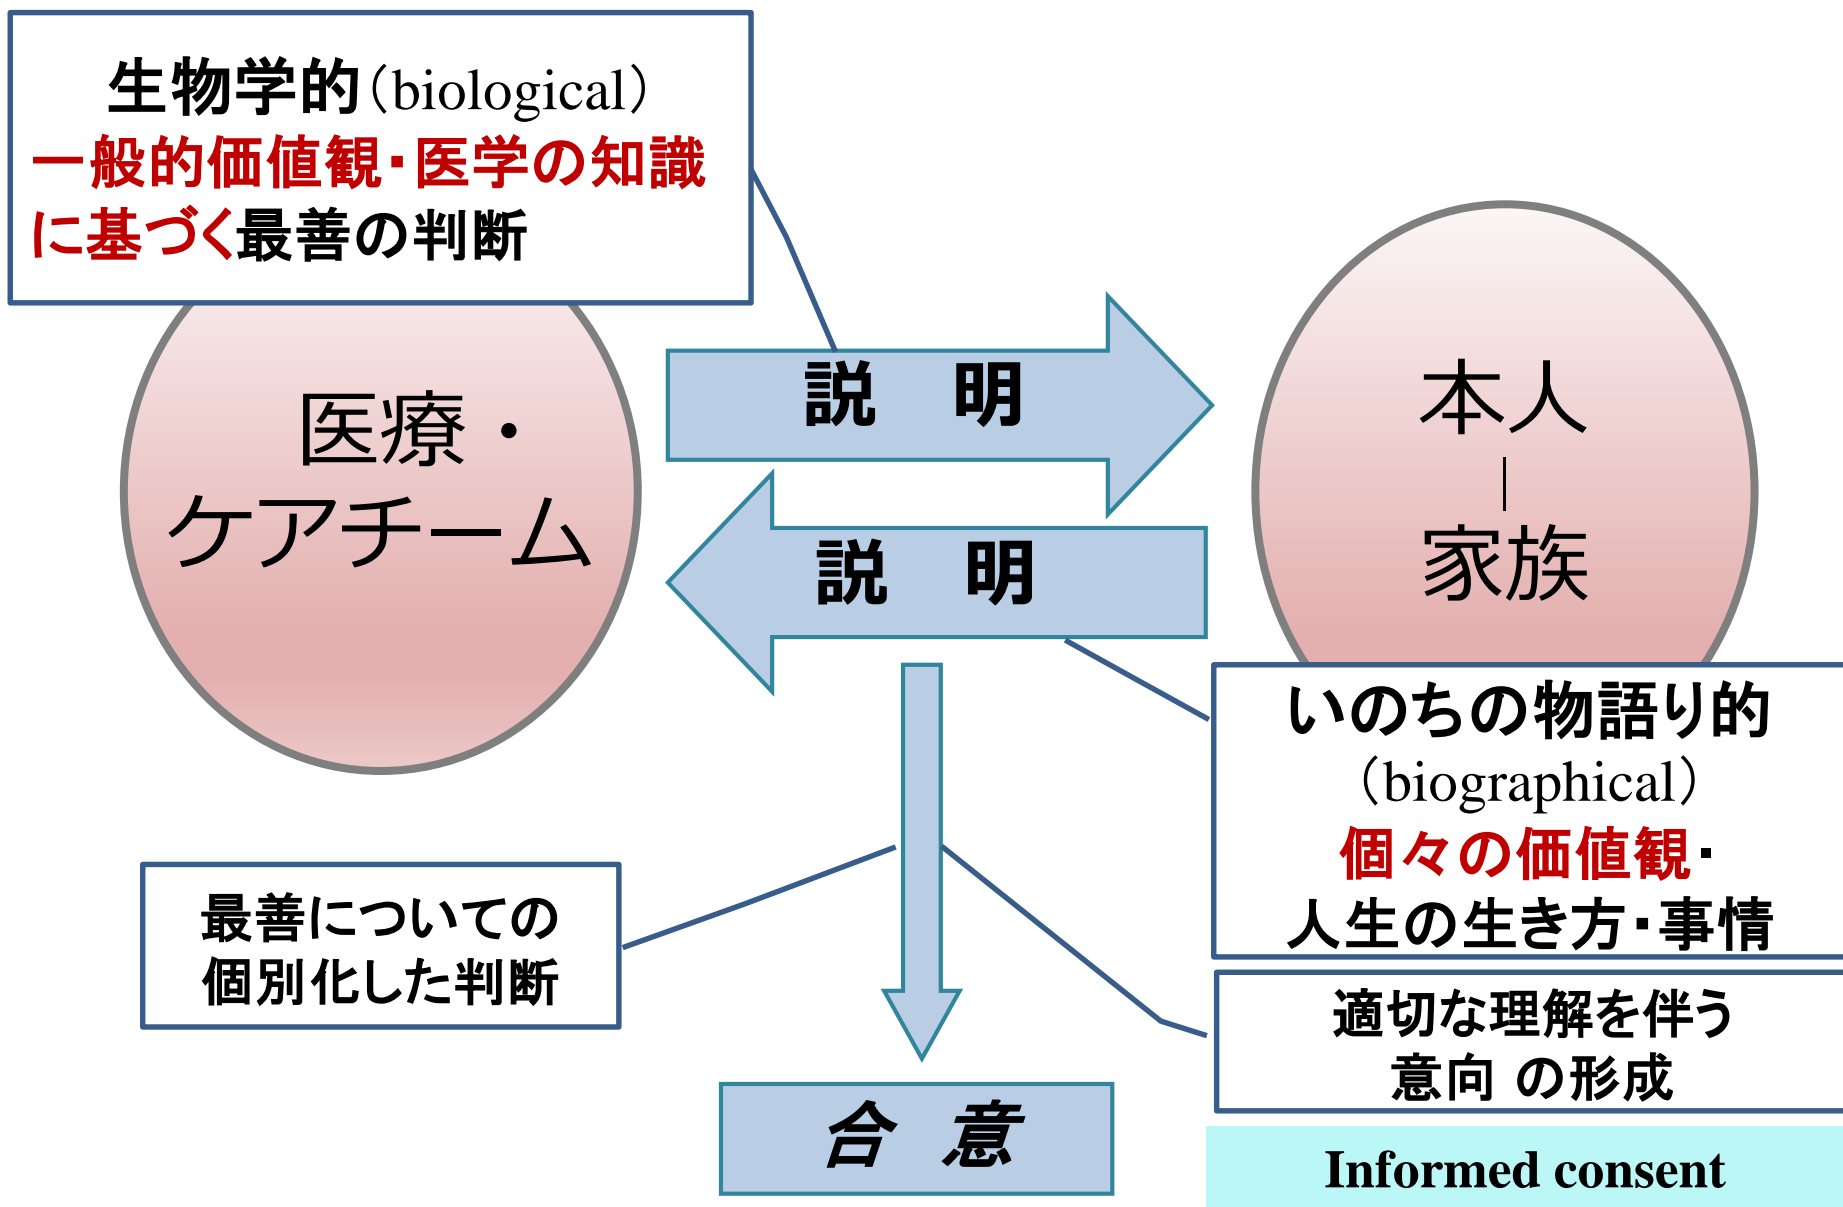 生物学的（biological）
一般的価値観・医学の知識
に基づく最善の判断
医療・
ケアチーム
説　明
説　明
本人
｜
家族
いのちの物語り的
（biographical）
個々の価値観・
人生の生き方・事情
最善についての
個別化した判断
適切な理解を伴う
意向 の形成
合 意
Informed consent